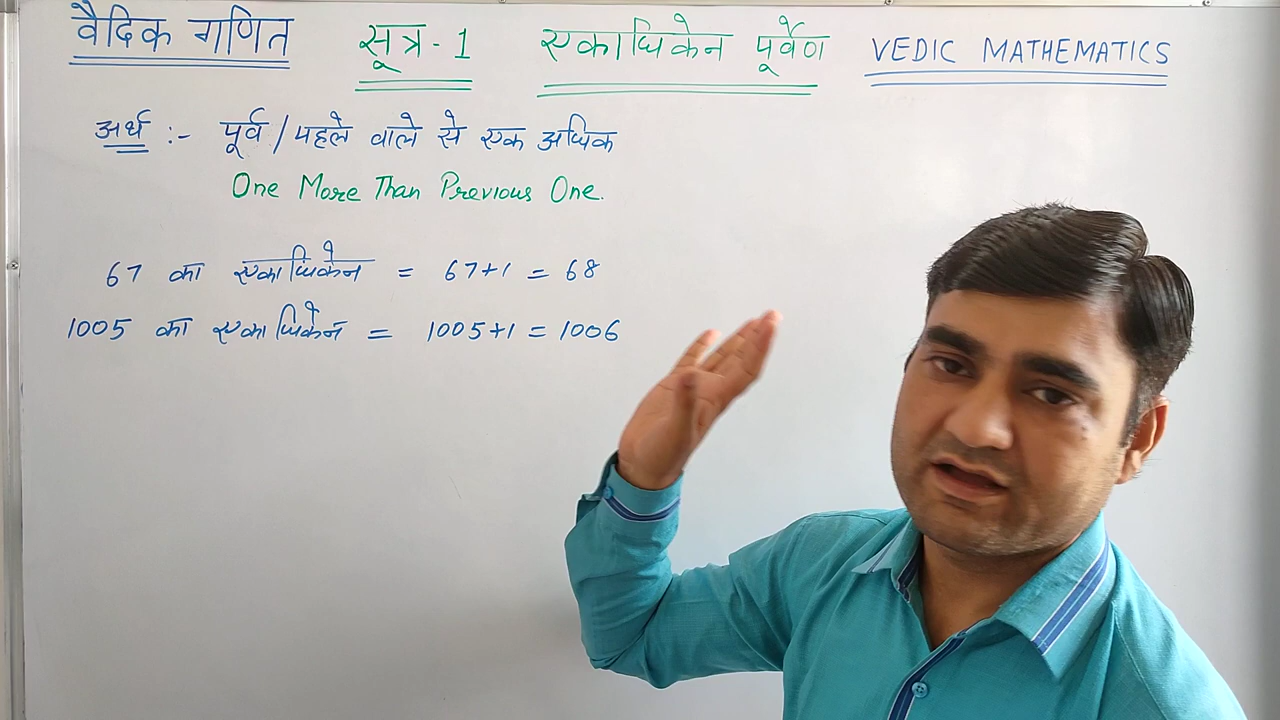 वैदिक गणित सूत्र - 1 एकाधिकेन पूर्वेण VEDIC MATHEMATICS
अर्थ :- पूर्व / पहले वाले से एक अधिक
One More Than Previous One.
67 का एकाधिकेन = 67+1 = 68
1005 का एकाधिकेन = 1005+1 = 1006